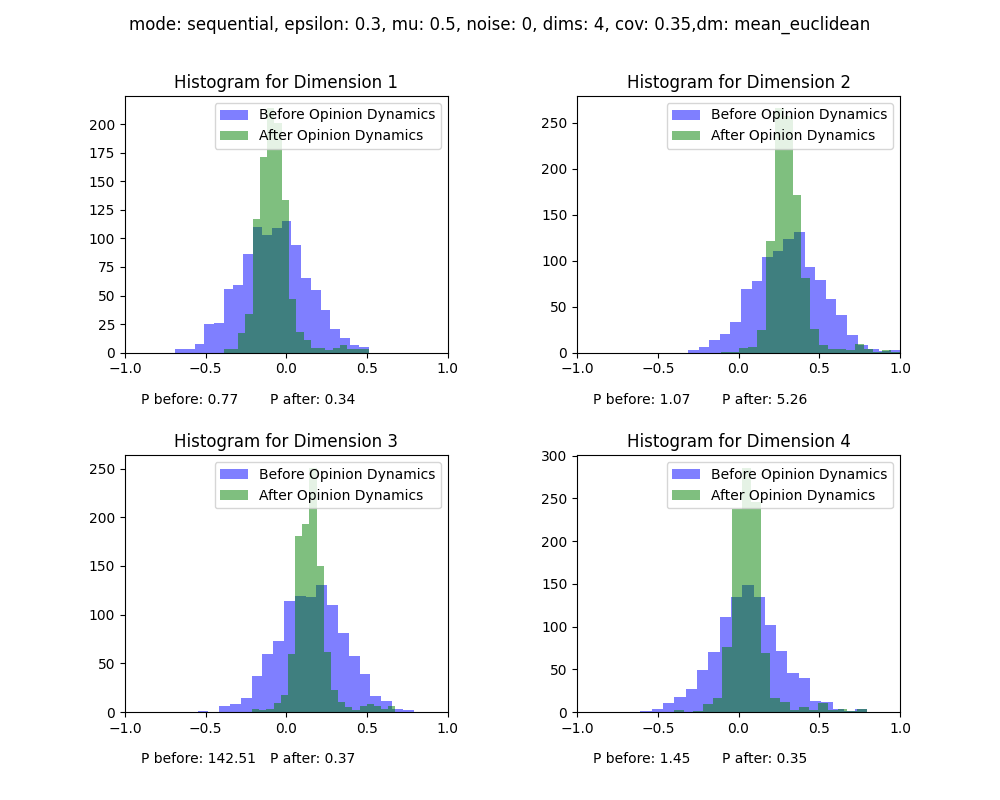 mode: sequential, epsilon: 0.3, mu: 0.5, noise: 0, dims: 4, cov: 0.35,dm: mean_euclidean
Histogram for Dimension 1
Before Opinion Dynamics
After Opinion Dynamics
200
175
150
125
100
75
50
25
0
−1.0 −0.5 0.0 0.5 1.0
P before: 0.77 P after: 0.34
Histogram for Dimension 2
Before Opinion Dynamics
After Opinion Dynamics
250
200
150
100
50
0
−1.0 −0.5 0.0 0.5 1.0
P before: 1.07 P after: 5.26
Histogram for Dimension 3
Before Opinion Dynamics
After Opinion Dynamics
250
200
150
100
50
0
−1.0 −0.5 0.0 0.5 1.0
P before: 142.51 P after: 0.37
Histogram for Dimension 4
Before Opinion Dynamics
After Opinion Dynamics
300
250
200
150
100
50
0
−1.0 −0.5 0.0 0.5 1.0
P before: 1.45 P after: 0.35